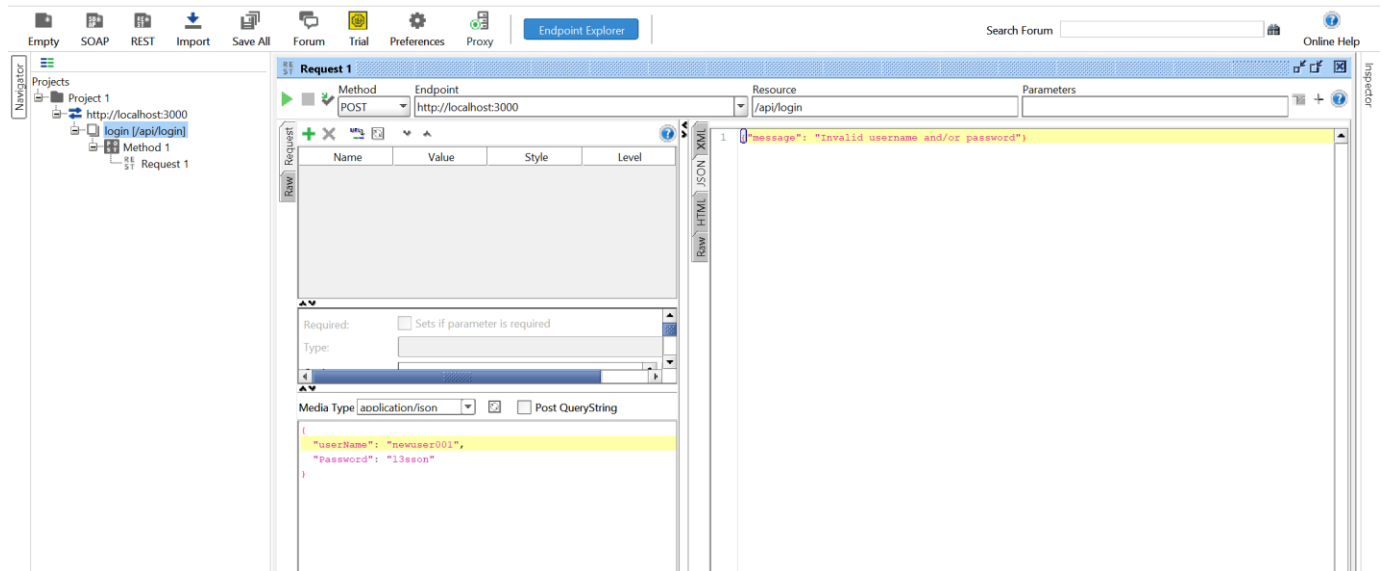 Empty SOAP REST Import Save All Forum Trial Preferences Proxy Endpoint Explorer Search Forum Online Help
Navigator
Projects
Project 1
http://localhost:3000
login [/api/login]
Method 1
REST Request 1
REST Request 1
Method Endpoint Resource Parameters
POST http://localhost:3000 /api/login
Request
Raw
Name Value Style Level
Required: Sets if parameter is required
Type:
Media Type application/json Post QueryString
{
"userName": "newuser001",
"Password": "l3sson"
}
XML
JSON
HTML
Raw
1 {"message": "Invalid username and/or password"}
Inspector